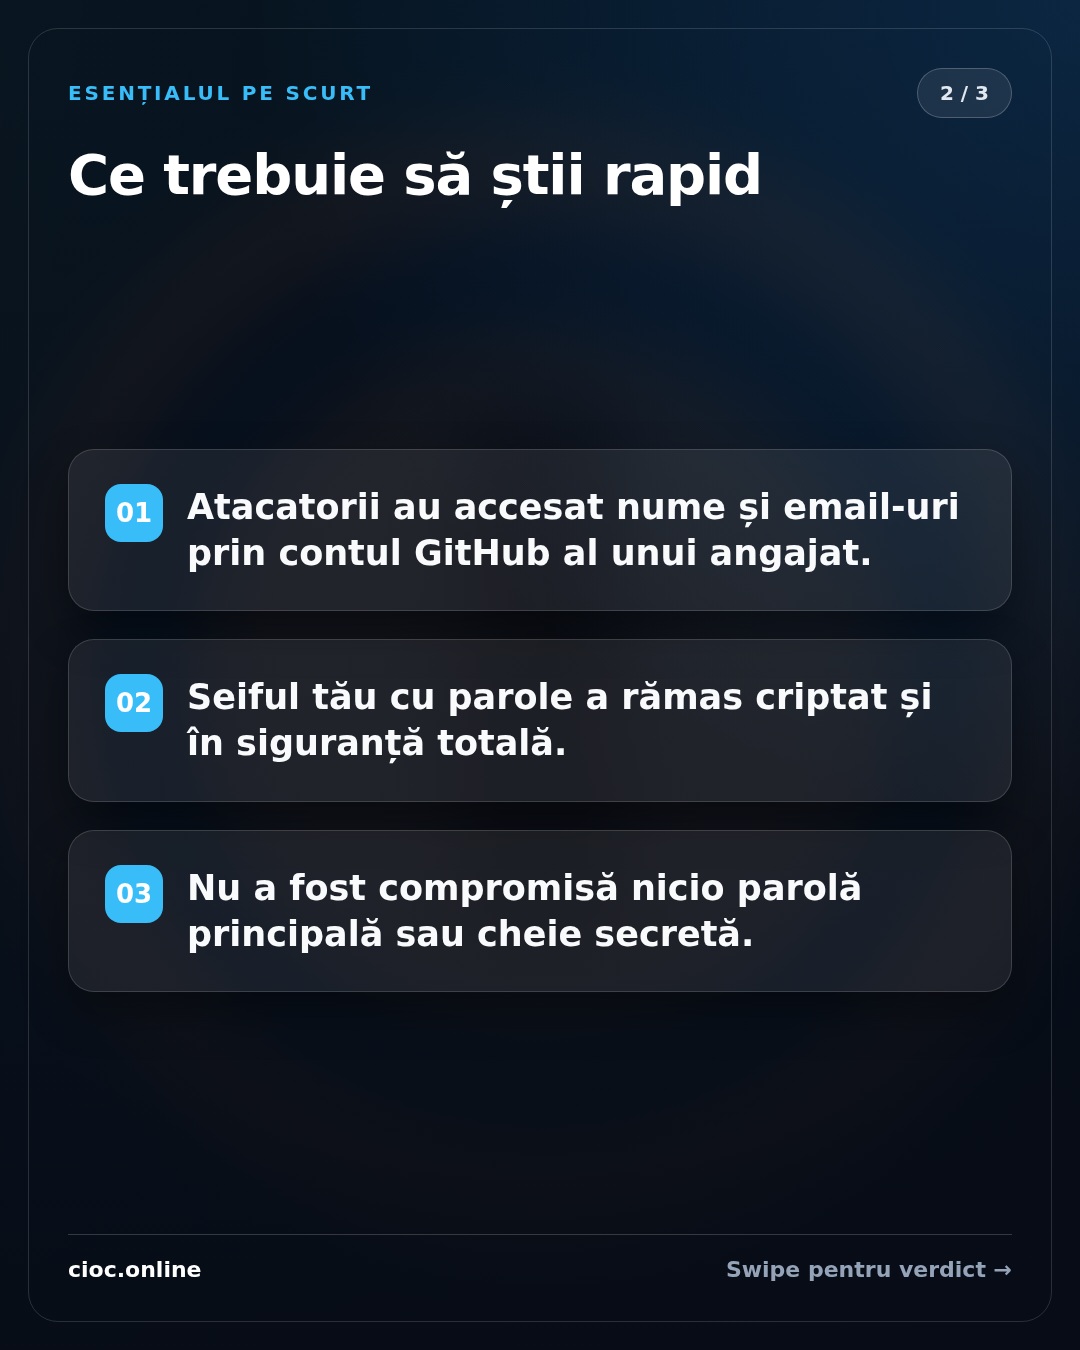 ESENȚIALUL PE SCURT
2 / 3
Ce trebuie să știi rapid
01
Atacatorii au accesat nume și email-uri
prin contul GitHub al unui angajat.
02
Seiful tău cu parole a rămas criptat și
în siguranță totală.
03
Nu a fost compromisă nicio parolă
principală sau cheie secretă.
cioc.online
Swipe pentru verdict →